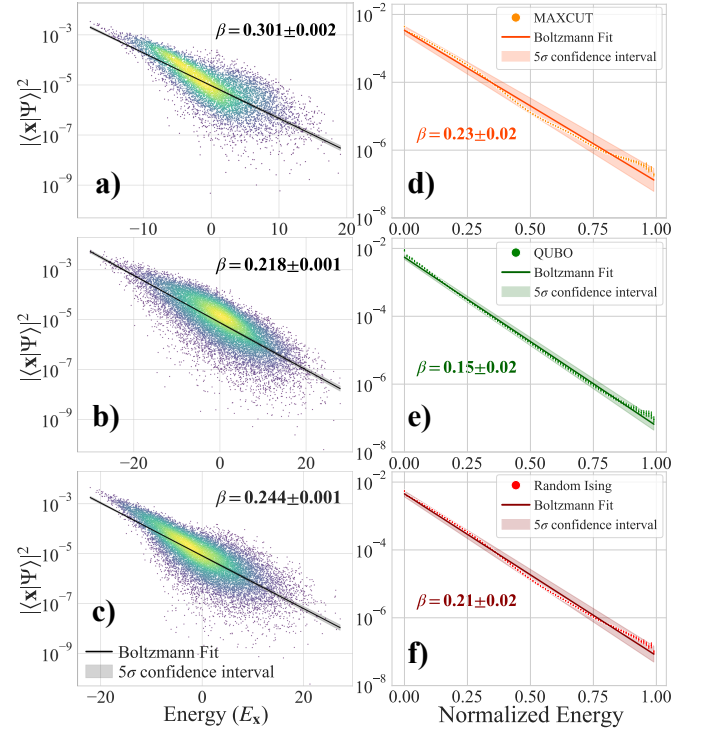 10⁻³
10⁻⁵
10⁻⁷
10⁻⁹
|⟨x|Ψ⟩|²
β = 0.301±0.002
a)
−10 0 10 20
10⁻²
10⁻⁴
10⁻⁶
10⁻⁸
MAXCUT
Boltzmann Fit
5σ confidence interval
β = 0.23±0.02
d)
0.00 0.25 0.50 0.75 1.00
10⁻³
10⁻⁵
10⁻⁷
10⁻⁹
|⟨x|Ψ⟩|²
β = 0.218±0.001
b)
−20 0 20
10⁻²
10⁻⁴
10⁻⁶
10⁻⁸
QUBO
Boltzmann Fit
5σ confidence interval
β = 0.15±0.02
e)
0.00 0.25 0.50 0.75 1.00
10⁻³
10⁻⁵
10⁻⁷
10⁻⁹
|⟨x|Ψ⟩|²
β = 0.244±0.001
c)
Boltzmann Fit
5σ confidence interval
−20 0 20
Energy (Eₓ)
10⁻²
10⁻⁴
10⁻⁶
10⁻⁸
Random Ising
Boltzmann Fit
5σ confidence interval
β = 0.21±0.02
f)
0.00 0.25 0.50 0.75 1.00
Normalized Energy